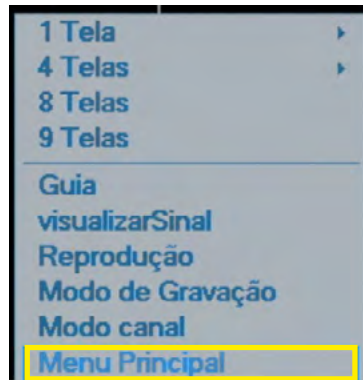 1 Tela
4 Telas
8 Telas
9 Telas
Guia
visualizarSinal
Reprodução
Modo de Gravação
Modo canal
Menu Principal